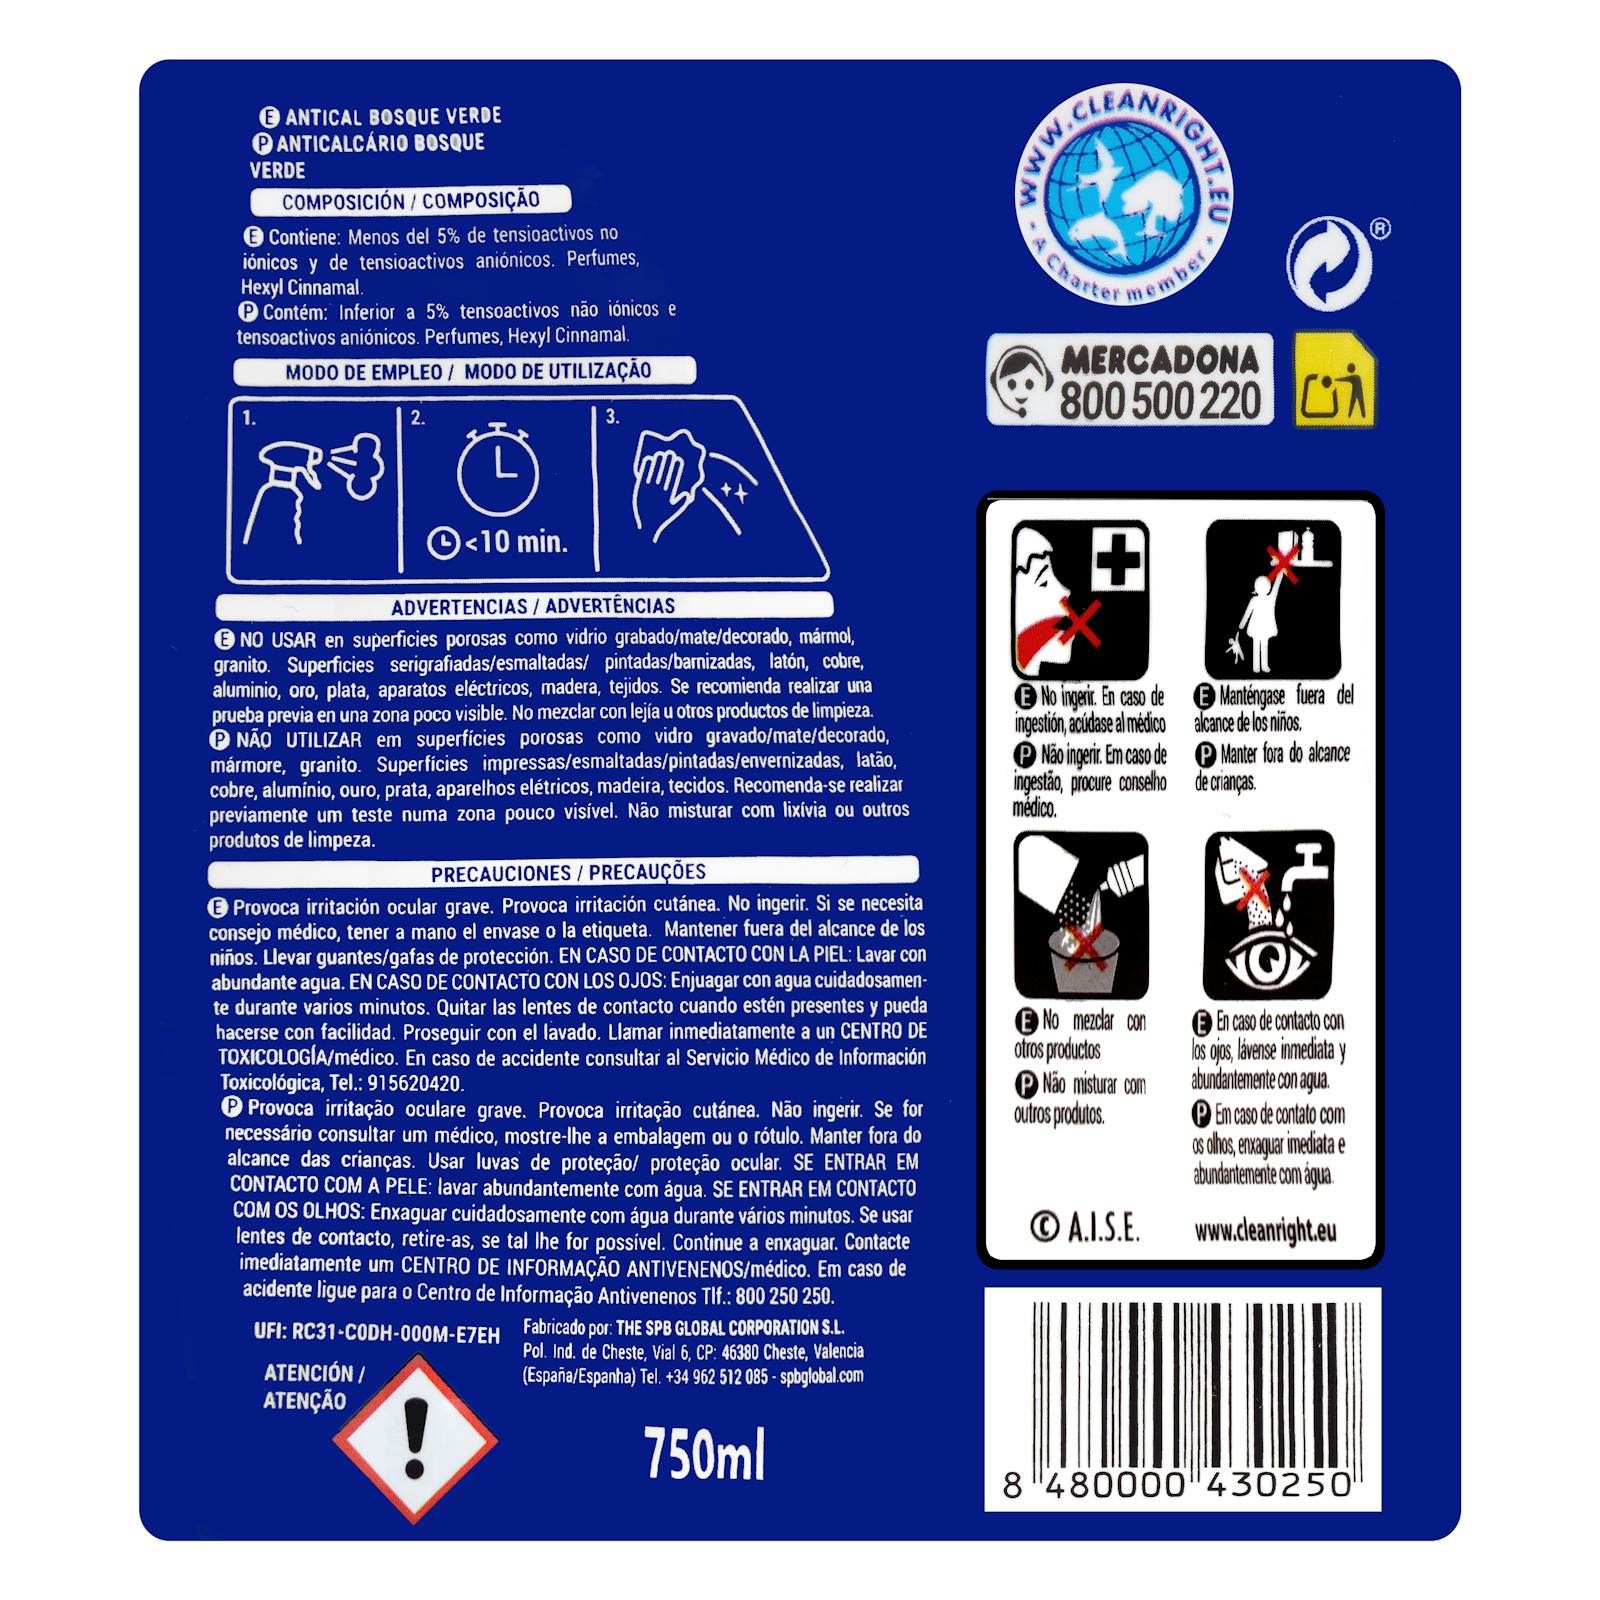 E ANTICAL BOSQUE VERDE
P ANTICALCÁRIO BOSQUE
VERDE
COMPOSICIÓN / COMPOSIÇÃO
E Contiene: Menos del 5% de tensioactivos no
iónicos y de tensioactivos aniónicos. Perfumes,
Hexyl Cinnamal.
P Contém: Inferior a 5% tensoactivos não iónicos e
tensoactivos aniónicos. Perfumes, Hexyl Cinnamal.
MODO DE EMPLEO / MODO DE UTILIZAÇÃO
1.
2.
3.
<10 min.
ADVERTENCIAS / ADVERTÊNCIAS
E NO USAR en superficies porosas como vidrio grabado/mate/decorado, mármol,
granito. Superficies serigrafiadas/esmaltadas/ pintadas/barnizadas, latón, cobre,
aluminio, oro, plata, aparatos eléctricos, madera, tejidos. Se recomienda realizar una
prueba previa en una zona poco visible. No mezclar con lejía u otros productos de limpieza.
P NÃO UTILIZAR em superfícies porosas como vidro gravado/mate/decorado,
mármore, granito. Superfícies impressas/esmaltadas/pintadas/envernizadas, latão,
cobre, alumínio, ouro, prata, aparelhos elétricos, madeira, tecidos. Recomenda-se realizar
previamente um teste numa zona pouco visível. Não misturar com lixívia ou outros
produtos de limpeza.
PRECAUCIONES / PRECAUÇÕES
E Provoca irritación ocular grave. Provoca irritación cutánea. No ingerir. Si se necesita
consejo médico, tener a mano el envase o la etiqueta. Mantener fuera del alcance de los
niños. Llevar guantes/gafas de protección. EN CASO DE CONTACTO CON LA PIEL: Lavar con
abundante agua. EN CASO DE CONTACTO CON LOS OJOS: Enjuagar con agua cuidadosamen-
te durante varios minutos. Quitar las lentes de contacto cuando estén presentes y pueda
hacerse con facilidad. Proseguir con el lavado. Llamar inmediatamente a un CENTRO DE
TOXICOLOGÍA/médico. En caso de accidente consultar al Servicio Médico de Información
Toxicológica, Tel.: 915620420.
P Provoca irritação oculare grave. Provoca irritação cutánea. Não ingerir. Se for
necessário consultar um médico, mostre-lhe a embalagem ou o rótulo. Manter fora do
alcance das crianças. Usar luvas de proteção/ proteção ocular. SE ENTRAR EM
CONTACTO COM A PELE: lavar abundantemente com água. SE ENTRAR EM CONTACTO
COM OS OLHOS: Enxaguar cuidadosamente com água durante vários minutos. Se usar
lentes de contacto, retire-as, se tal lhe for possível. Continue a enxaguar. Contacte
imediatamente um CENTRO DE INFORMAÇÃO ANTIVENENOS/médico. Em caso de
acidente ligue para o Centro de Informação Antivenenos Tlf.: 800 250 250.
UFI: RC31-C0DH-000M-E7EH
Fabricado por: THE SPB GLOBAL CORPORATION S.L.
Pol. Ind. de Cheste, Vial 6, CP: 46380 Cheste, Valencia
(España/Espanha) Tel. +34 962 512 085 - spbglobal.com
ATENCIÓN /
ATENÇÃO
750ml
WWW.CLEANRIGHT.EU
A Charter member
®
MERCADONA
800 500 220
E No ingerir. En caso de
ingestión, acúdase al médico
P Não ingerir. Em caso de
ingestão, procure conselho
médico.
E Manténgase fuera del
alcance de los niños.
P Manter fora do alcance
de crianças.
E No mezclar con
otros productos
P Não misturar com
outros produtos.
E En caso de contacto con
los ojos, lávense inmediata y
abundantemente con agua.
P Em caso de contato com
os olhos, enxaguar imediata e
abundantemente com água.
© A.I.S.E.
www.cleanright.eu
8 480000 430250